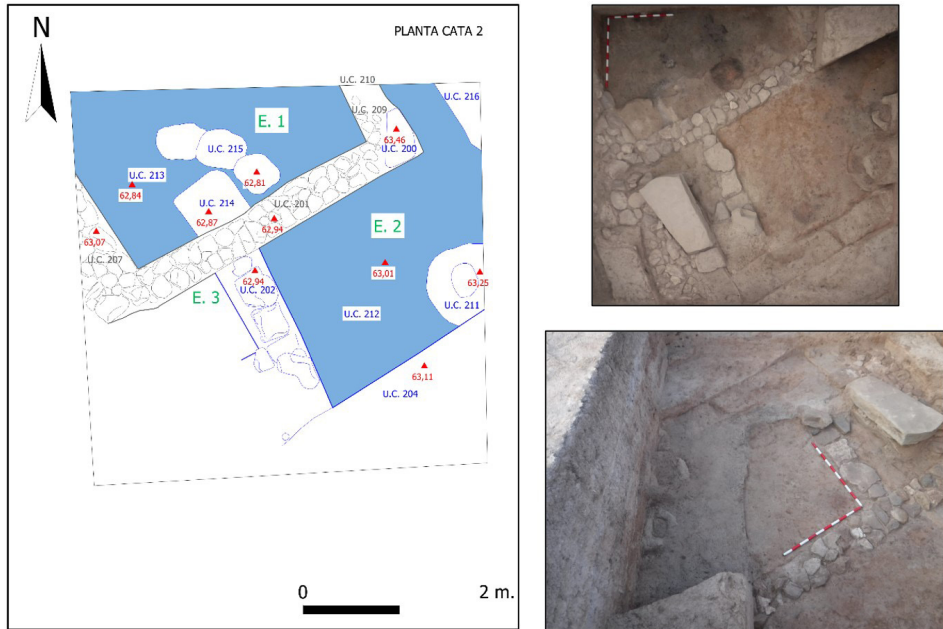 N
PLANTA CATA 2
U.C. 210
U.C. 209
U.C. 216
E. 1
63,46
U.C. 200
U.C. 215
U.C. 213
62,81
62,84
U.C. 214
62,87
U.C. 201
62,94
E. 2
63,07
U.C. 207
63,01
62,94
63,25
E. 3
U.C. 202
U.C. 211
U.C. 212
63,11
U.C. 204
0 2 m.